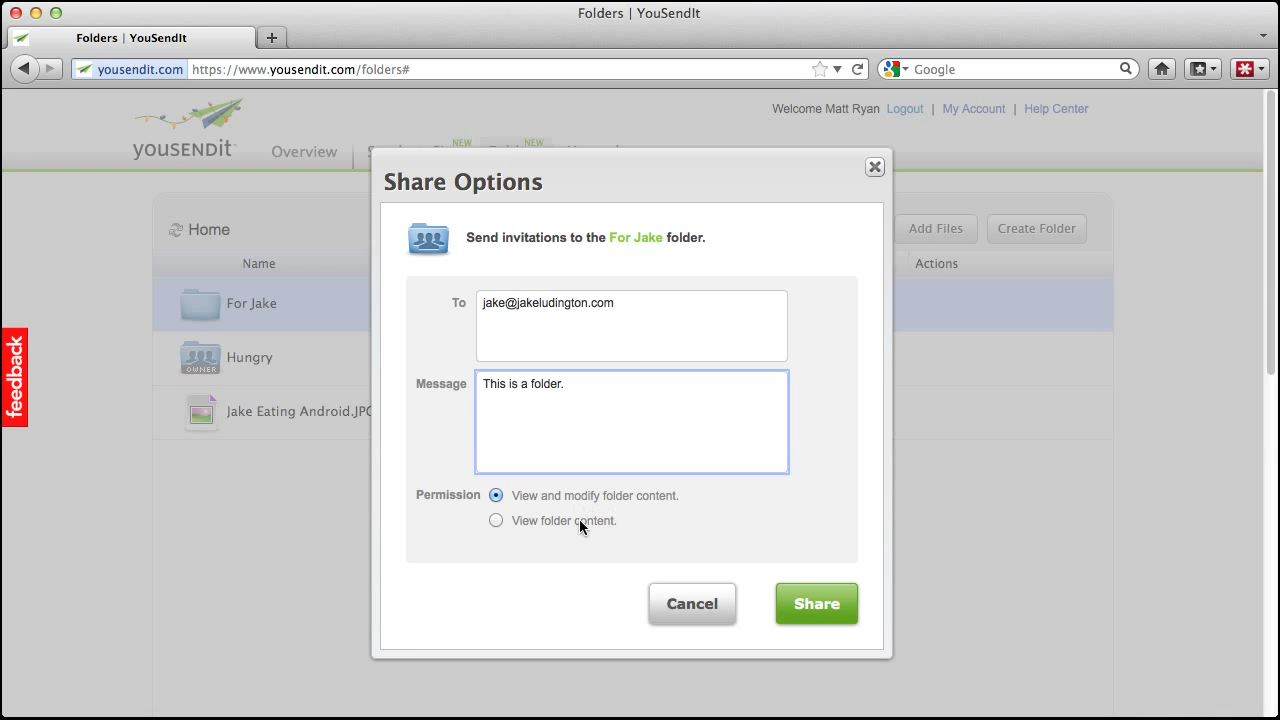 Folders | YouSendIt
Folders | YouSendIt
yousendit.com https://www.yousendit.com/folders#
Google
Welcome Matt Ryan Logout | My Account | Help Center
yousendit
Overview
NEW
NEW
Share Options
Home
Add Files
Create Folder
Send invitations to the For Jake folder.
Name
Actions
For Jake
To
jake@jakeludington.com
Hungry
OWNER
feedback
Message
This is a folder.
Jake Eating Android.JPG
Permission
View and modify folder content.
View folder content.
Cancel
Share